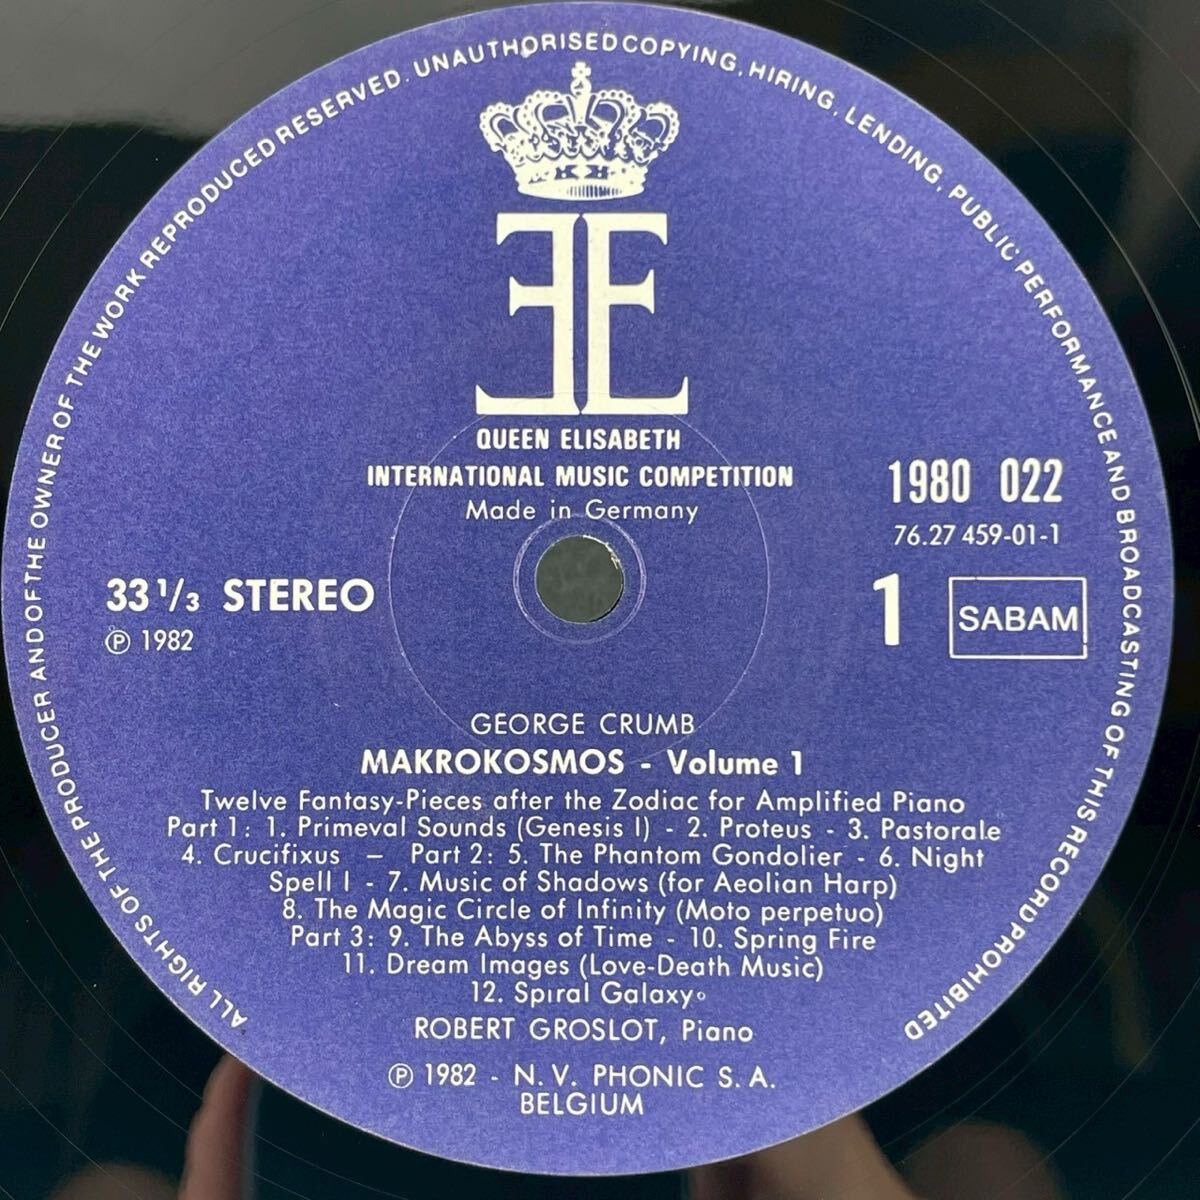 ALL RIGHTS OF THE PRODUCER AND OF THE OWNER OF THE WORK REPRODUCED RESERVED. UNAUTHORISED COPYING, HIRING, LENDING, PUBLIC PERFORMANCE AND BROADCASTING OF THIS RECORD PROHIBITED
EE
QUEEN ELISABETH
INTERNATIONAL MUSIC COMPETITION
Made in Germany
1980 022
76.27 459-01-1
33 1/3 STEREO
Ⓟ 1982
1
SABAM
GEORGE CRUMB
MAKROKOSMOS - Volume 1
Twelve Fantasy-Pieces after the Zodiac for Amplified Piano
Part 1: 1. Primeval Sounds (Genesis I) - 2. Proteus - 3. Pastorale
4. Crucifixus – Part 2: 5. The Phantom Gondolier - 6. Night
Spell I - 7. Music of Shadows (for Aeolian Harp)
8. The Magic Circle of Infinity (Moto perpetuo)
Part 3: 9. The Abyss of Time - 10. Spring Fire
11. Dream Images (Love-Death Music)
12. Spiral Galaxy
ROBERT GROSLOT, Piano
Ⓟ 1982 - N. V. PHONIC S. A.
BELGIUM